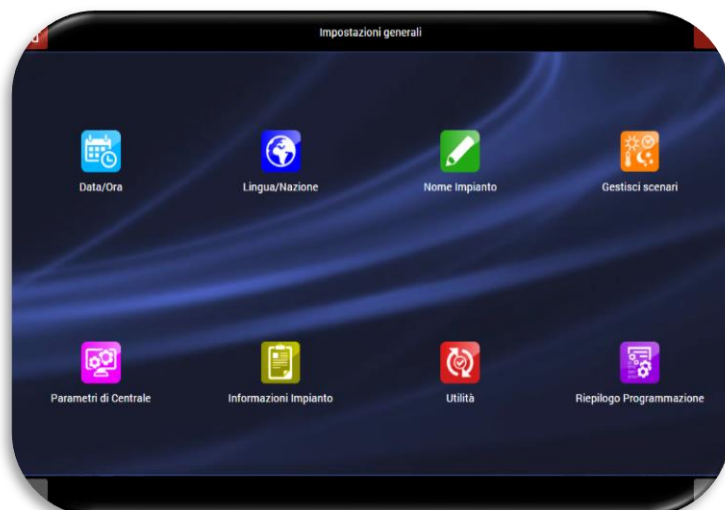 Impostazioni generali
Data/Ora
Lingua/Nazione
Nome Impianto
Gestisci scenari
Parametri di Centrale
Informazioni Impianto
Utilità
Riepilogo Programmazione